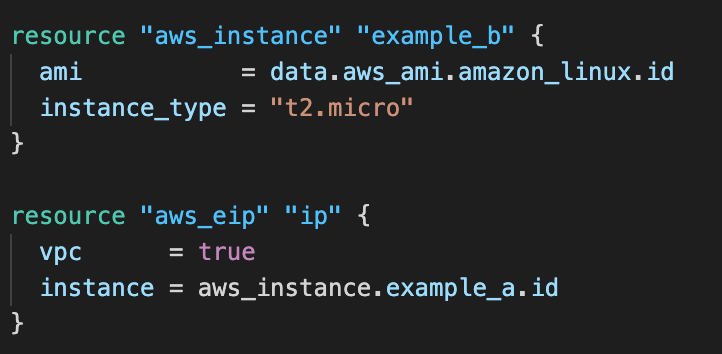 resource "aws_instance" "example_b" {
  ami           = data.aws_ami.amazon_linux.id
  instance_type = "t2.micro"
}
resource "aws_eip" "ip" {
  vpc      = true
  instance = aws_instance.example_a.id
}